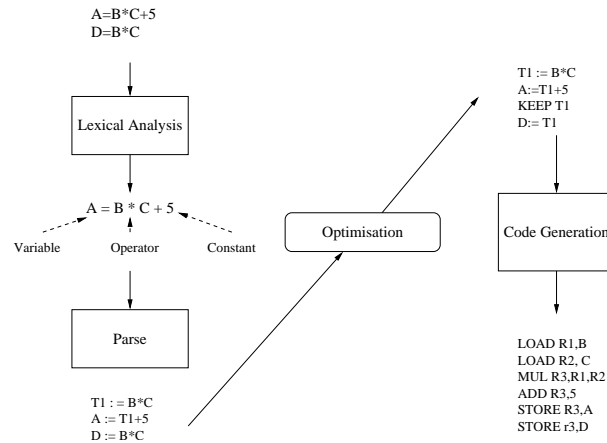 A=B*C+5
D=B*C
Lexical Analysis
A = B * C + 5
Variable
Operator
Constant
Parse
T1 : = B*C
A := T1+5
D := B*C
Optimisation
T1 := B*C
A:=T1+5
KEEP T1
D:= T1
Code Generation
LOAD R1,B
LOAD R2, C
MUL R3,R1,R2
ADD R3,5
STORE R3,A
STORE r3,D